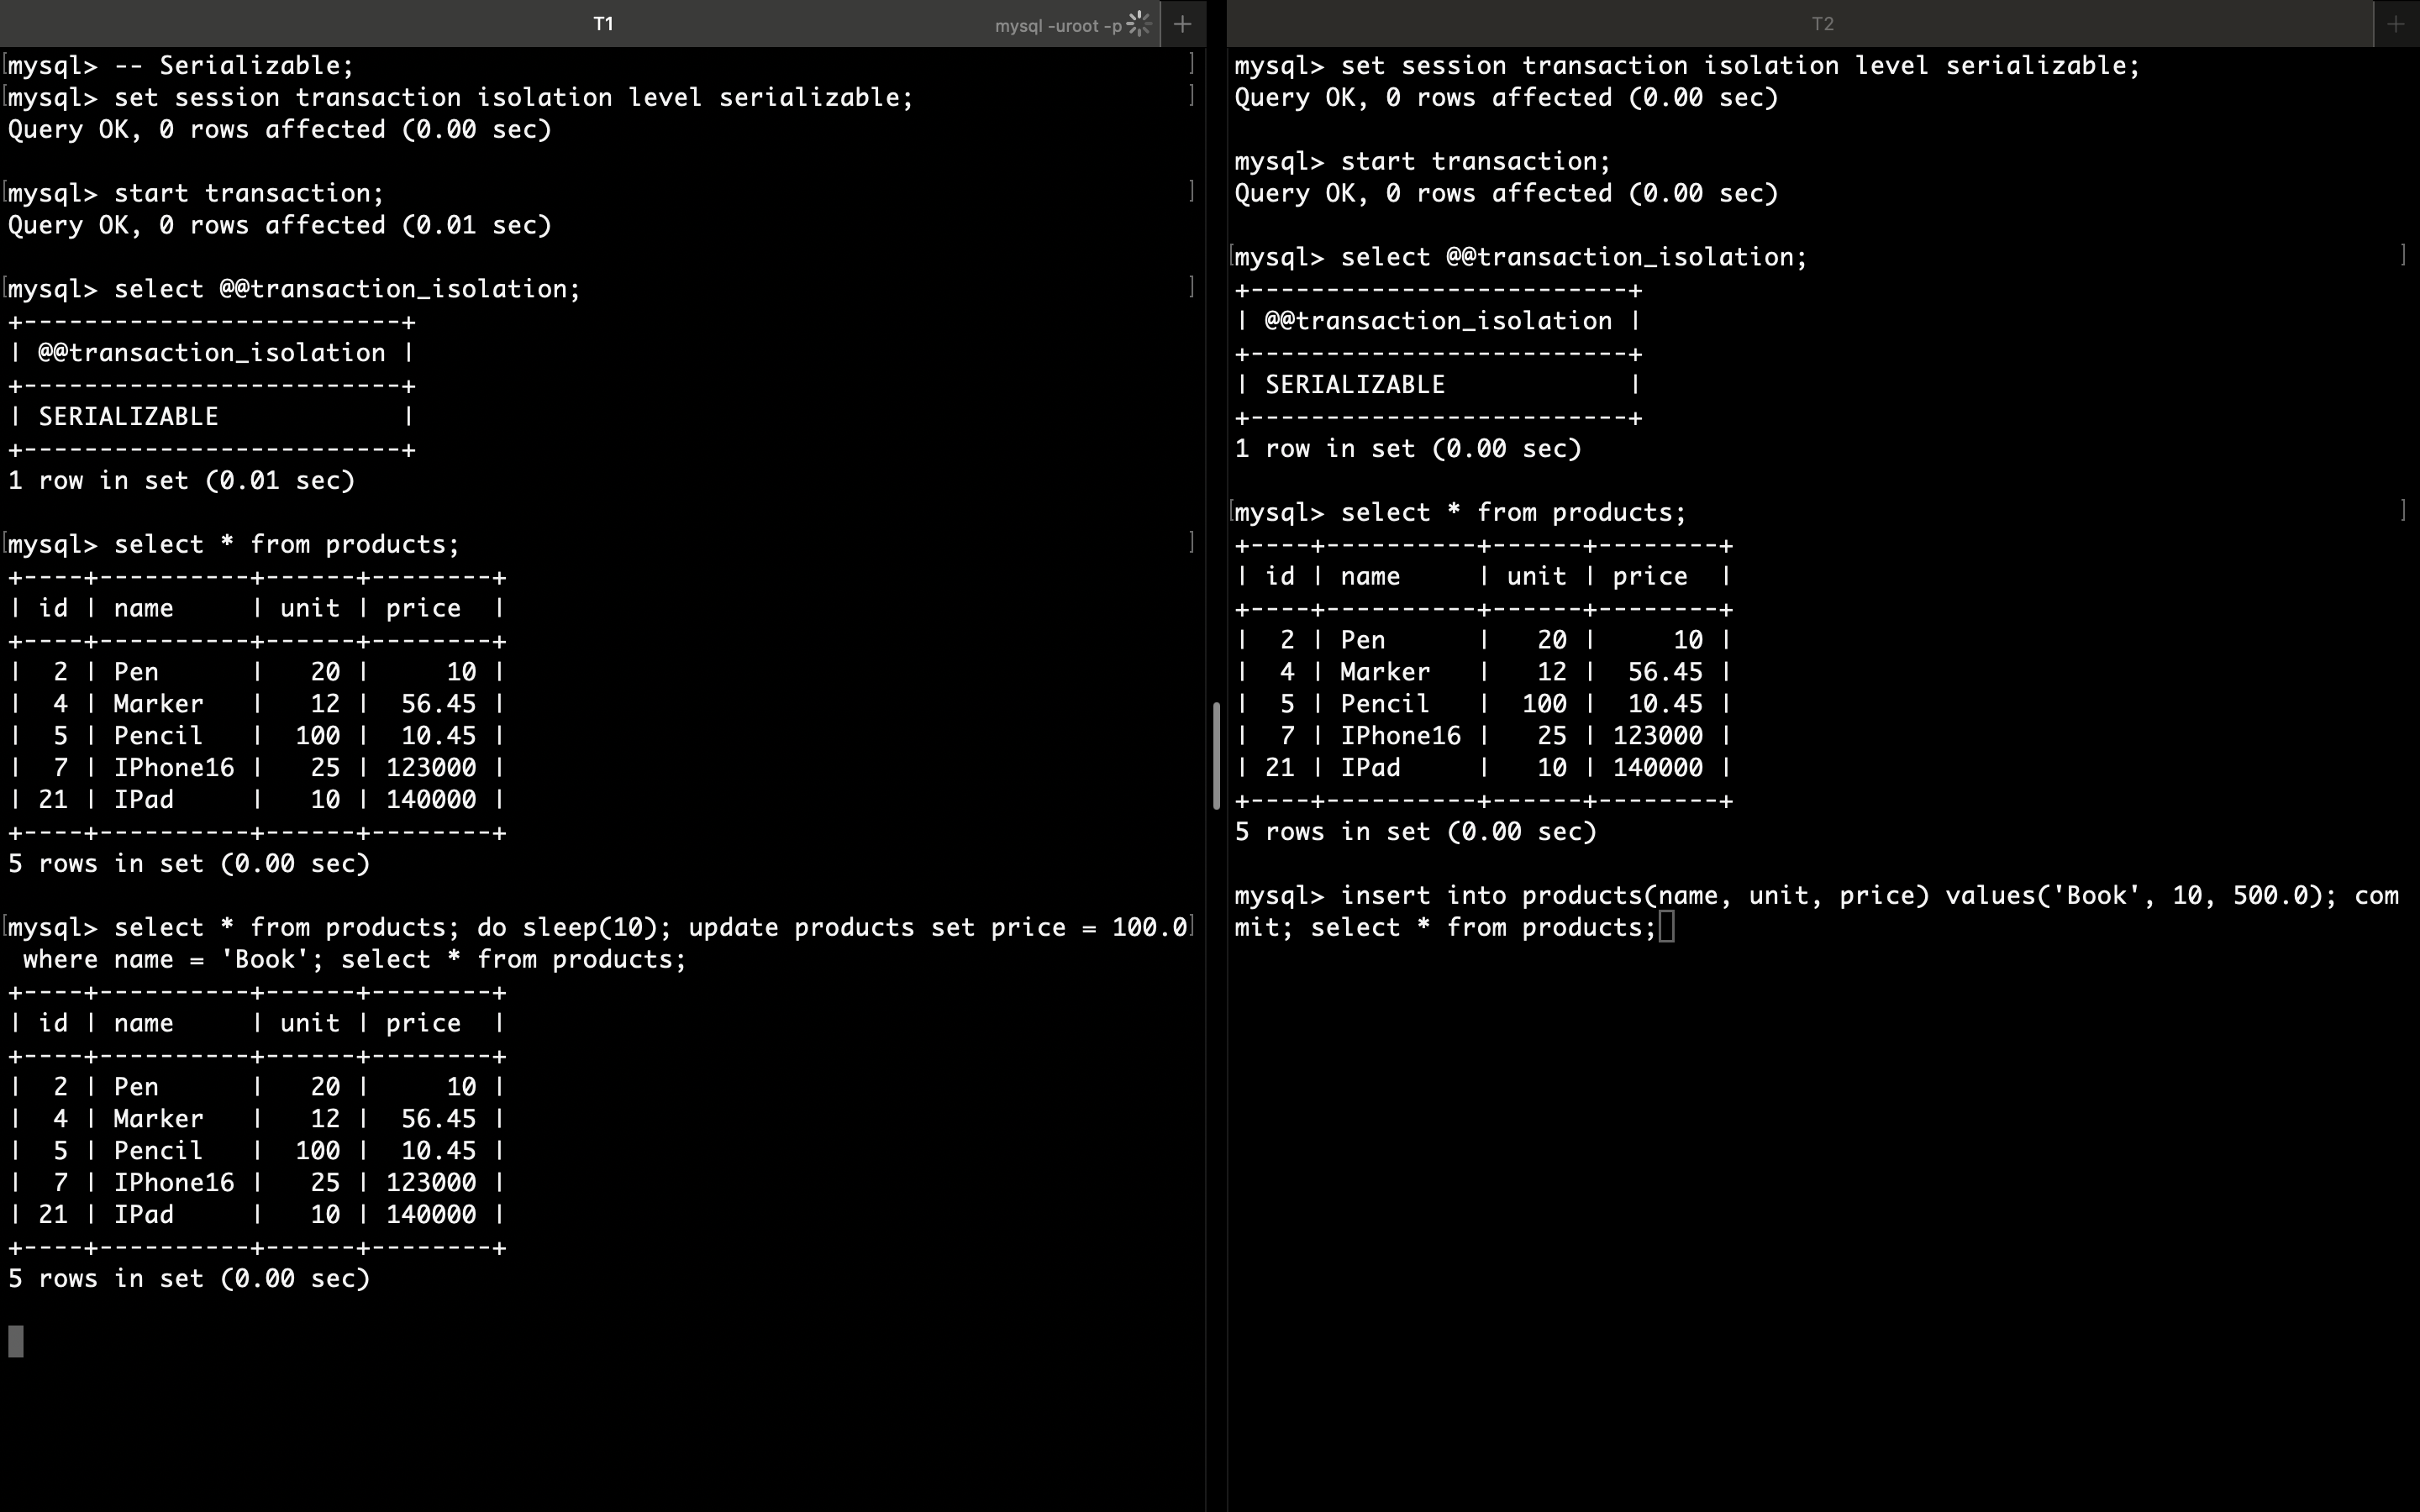 T1
mysql -uroot -p
mysql> -- Serializable;
mysql> set session transaction isolation level serializable;
Query OK, 0 rows affected (0.00 sec)
mysql> start transaction;
Query OK, 0 rows affected (0.01 sec)
mysql> select @@transaction_isolation;
+-------------------------+
| @@transaction_isolation |
+-------------------------+
| SERIALIZABLE            |
+-------------------------+
1 row in set (0.01 sec)
mysql> select * from products;
+----+----------+------+--------+
| id | name     | unit | price  |
+----+----------+------+--------+
|  2 | Pen      |   20 |     10 |
|  4 | Marker   |   12 |  56.45 |
|  5 | Pencil   |  100 |  10.45 |
|  7 | IPhone16 |   25 | 123000 |
| 21 | IPad     |   10 | 140000 |
+----+----------+------+--------+
5 rows in set (0.00 sec)
mysql> select * from products; do sleep(10); update products set price = 100.0
 where name = 'Book'; select * from products;
+----+----------+------+--------+
| id | name     | unit | price  |
+----+----------+------+--------+
|  2 | Pen      |   20 |     10 |
|  4 | Marker   |   12 |  56.45 |
|  5 | Pencil   |  100 |  10.45 |
|  7 | IPhone16 |   25 | 123000 |
| 21 | IPad     |   10 | 140000 |
+----+----------+------+--------+
5 rows in set (0.00 sec)
T2
mysql> set session transaction isolation level serializable;
Query OK, 0 rows affected (0.00 sec)
mysql> start transaction;
Query OK, 0 rows affected (0.00 sec)
mysql> select @@transaction_isolation;
+-------------------------+
| @@transaction_isolation |
+-------------------------+
| SERIALIZABLE            |
+-------------------------+
1 row in set (0.00 sec)
mysql> select * from products;
+----+----------+------+--------+
| id | name     | unit | price  |
+----+----------+------+--------+
|  2 | Pen      |   20 |     10 |
|  4 | Marker   |   12 |  56.45 |
|  5 | Pencil   |  100 |  10.45 |
|  7 | IPhone16 |   25 | 123000 |
| 21 | IPad     |   10 | 140000 |
+----+----------+------+--------+
5 rows in set (0.00 sec)
mysql> insert into products(name, unit, price) values('Book', 10, 500.0); com
mit; select * from products;